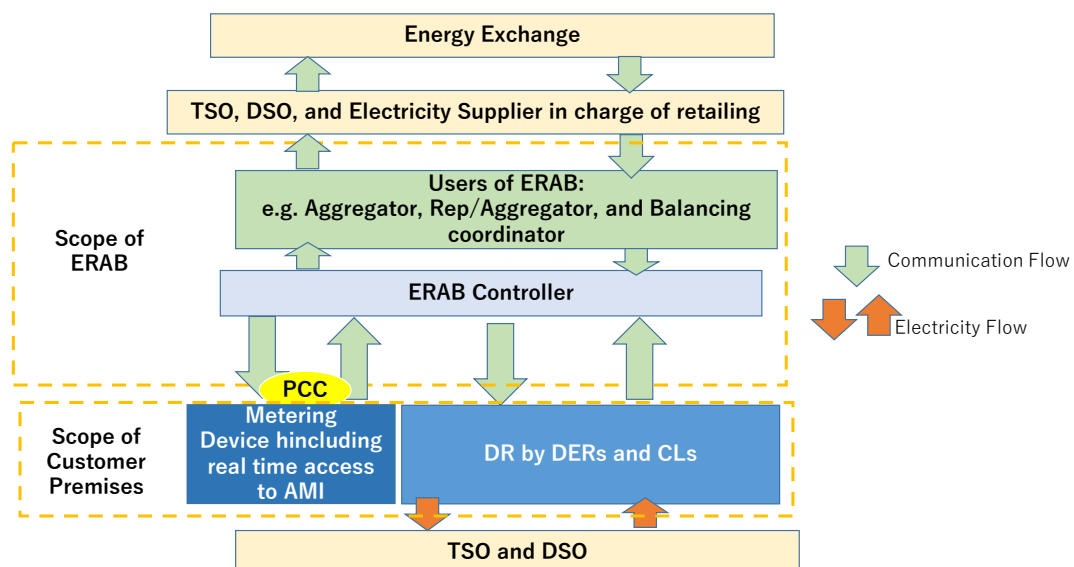 Energy Exchange
TSO, DSO, and Electricity Supplier in charge of retailing
Users of ERAB:
e.g. Aggregator, Rep/Aggregator, and Balancing
coordinator
Scope of
ERAB
ERAB Controller
Communication Flow
Electricity Flow
PCC
Scope of
Customer
Premises
Metering
Device hincluding
real time access
to AMI
DR by DERs and CLs
TSO and DSO